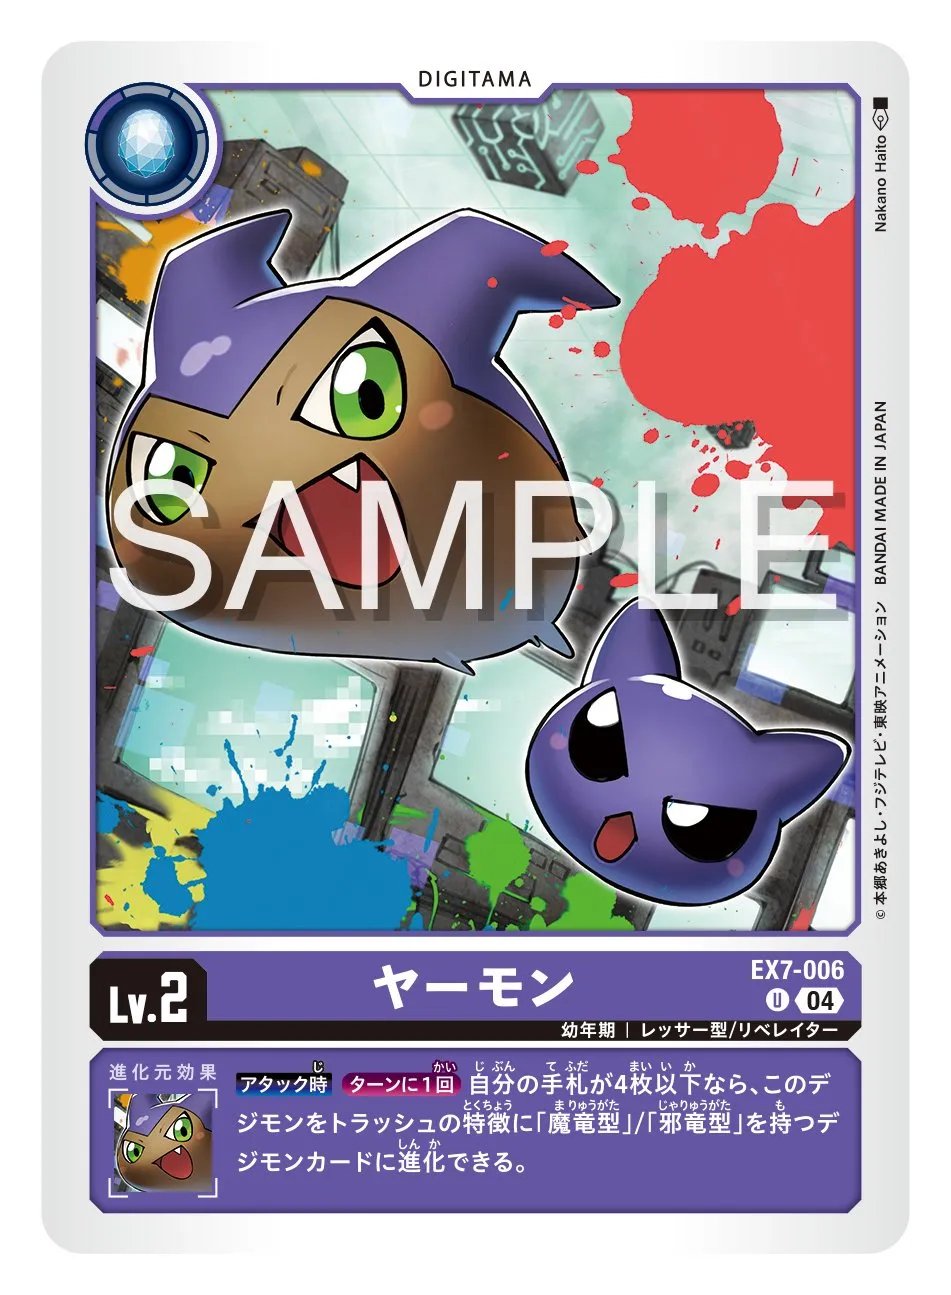 DIGITAMA
Nakano Haito
SAMPLE
© 本郷あきよし・フジテレビ・東映アニメーション BANDAI MADE IN JAPAN
Lv.2
ヤーモン
EX7-006
U 04
幼年期 | レッサー型/リベレイター
進化元効果
アタック時 ターンに1回 自分の手札が4枚以下なら、このデ
ジモンをトラッシュの特徴に「魔竜型」/「邪竜型」を持つデ
ジモンカードに進化できる。